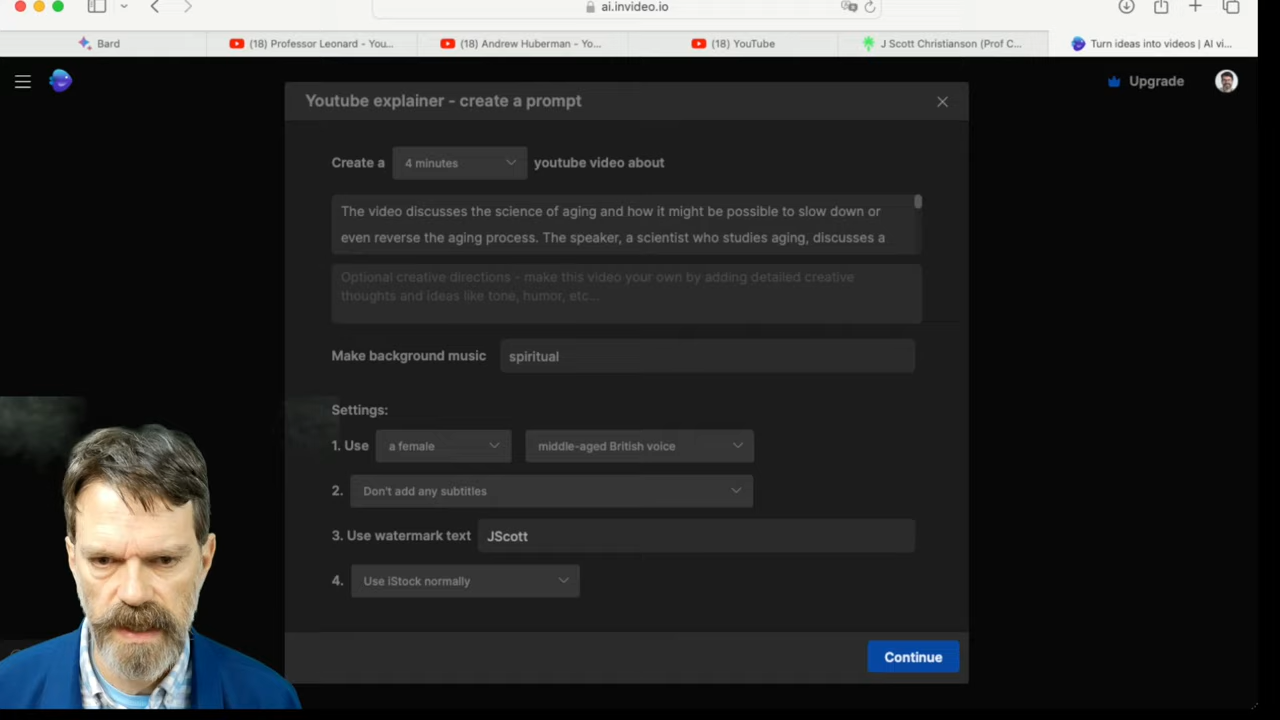 ai.invideo.io
Bard
(18) Professor Leonard - You...
(18) Andrew Huberman - Yo...
(18) YouTube
J Scott Christianson (Prof C...
Turn ideas into videos | AI vi...
Upgrade
Youtube explainer - create a prompt
Create a 4 minutes youtube video about
The video discusses the science of aging and how it might be possible to slow down or
even reverse the aging process. The speaker, a scientist who studies aging, discusses a
Optional creative directions - make this video your own by adding detailed creative
thoughts and ideas like tone, humor, etc...
Make background music spiritual
Settings:
1. Use a female middle-aged British voice
2. Don't add any subtitles
3. Use watermark text JScott
4. Use iStock normally
Continue